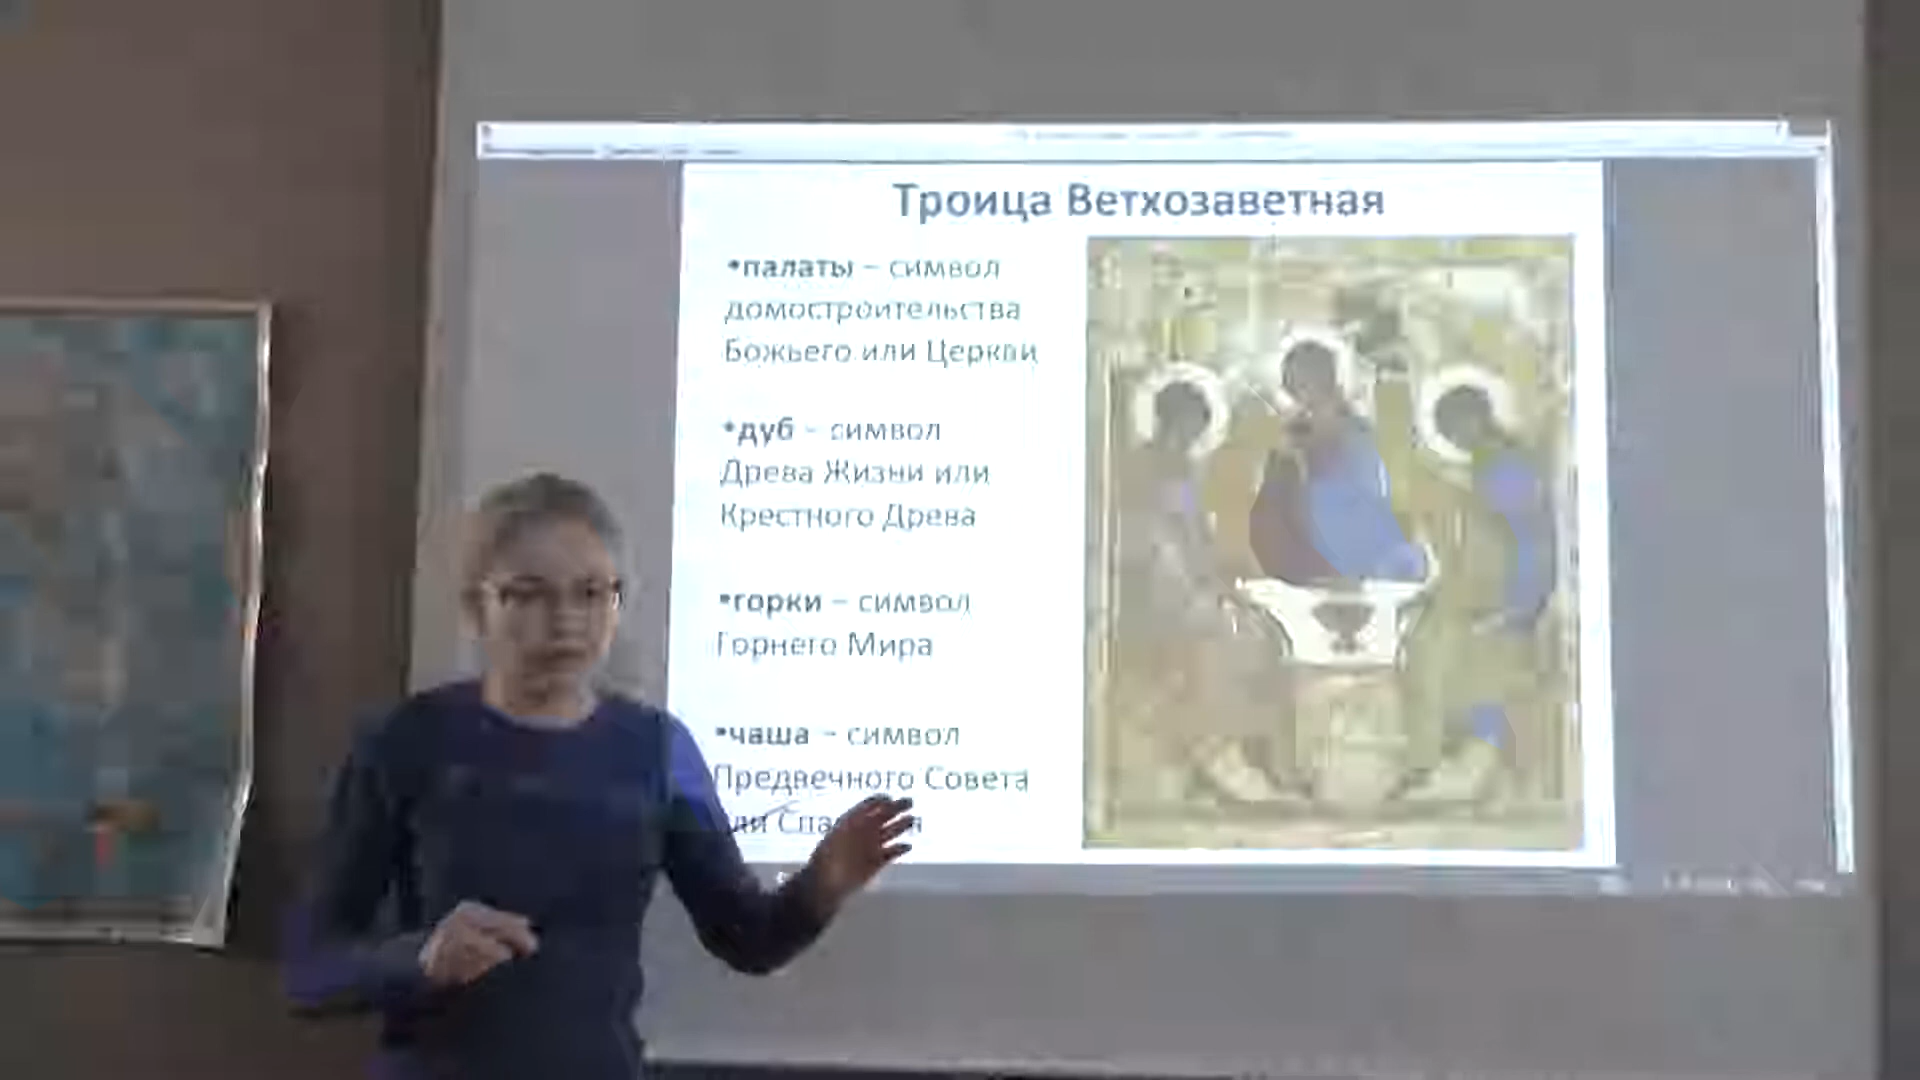 Троица Ветхозаветная
•палаты – символ
домостроительства
Божьего или Церкви
•дуб – символ
Древа Жизни или
Крестного Древа
•горки – символ
Горнего Мира
•чаша – символ
Предвечного Совета